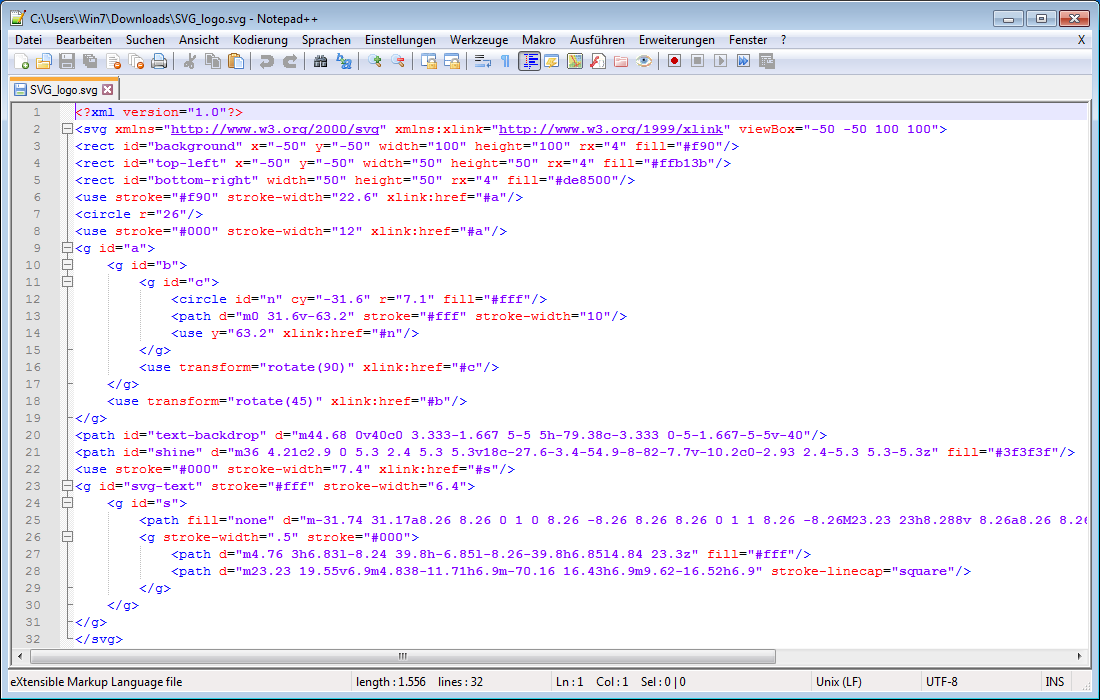 C:\Users\Win7\Downloads\SVG_logo.svg - Notepad++
Datei Bearbeiten Suchen Ansicht Kodierung Sprachen Einstellungen Werkzeuge Makro Ausführen Erweiterungen Fenster ? X
SVG_logo.svg
1 <?xml version="1.0"?>
2 <svg xmlns="http://www.w3.org/2000/svg" xmlns:xlink="http://www.w3.org/1999/xlink" viewBox="-50 -50 100 100">
3 <rect id="background" x="-50" y="-50" width="100" height="100" rx="4" fill="#f90"/>
4 <rect id="top-left" x="-50" y="-50" width="50" height="50" rx="4" fill="#ffb13b"/>
5 <rect id="bottom-right" width="50" height="50" rx="4" fill="#de8500"/>
6 <use stroke="#f90" stroke-width="22.6" xlink:href="#a"/>
7 <circle r="26"/>
8 <use stroke="#000" stroke-width="12" xlink:href="#a"/>
9 <g id="a">
10 <g id="b">
11 <g id="c">
12 <circle id="n" cy="-31.6" r="7.1" fill="#fff"/>
13 <path d="m0 31.6v-63.2" stroke="#fff" stroke-width="10"/>
14 <use y="63.2" xlink:href="#n"/>
15 </g>
16 <use transform="rotate(90)" xlink:href="#c"/>
17 </g>
18 <use transform="rotate(45)" xlink:href="#b"/>
19 </g>
20 <path id="text-backdrop" d="m44.68 0v40c0 3.333-1.667 5-5 5h-79.38c-3.333 0-5-1.667-5-5v-40"/>
21 <path id="shine" d="m36 4.21c2.9 0 5.3 2.4 5.3 5.3v18c-27.6-3.4-54.9-8-82-7.7v-10.2c0-2.93 2.4-5.3 5.3-5.3z" fill="#3f3f3f"/>
22 <use stroke="#000" stroke-width="7.4" xlink:href="#s"/>
23 <g id="svg-text" stroke="#fff" stroke-width="6.4">
24 <g id="s">
25 <path fill="none" d="m-31.74 31.17a8.26 8.26 0 1 0 8.26 -8.26 8.26 8.26 0 1 1 8.26 -8.26M23.23 23h8.288v 8.26a8.26 8.26
26 <g stroke-width=".5" stroke="#000">
27 <path d="m4.76 3h6.83l-8.24 39.8h-6.85l-8.26-39.8h6.85l4.84 23.3z" fill="#fff"/>
28 <path d="m23.23 19.55v6.9m4.838-11.71h6.9m-70.16 16.43h6.9m9.62-16.52h6.9" stroke-linecap="square"/>
29 </g>
30 </g>
31 </g>
32 </svg>
eXtensible Markup Language file length : 1.556 lines : 32 Ln : 1 Col : 1 Sel : 0 | 0 Unix (LF) UTF-8 INS